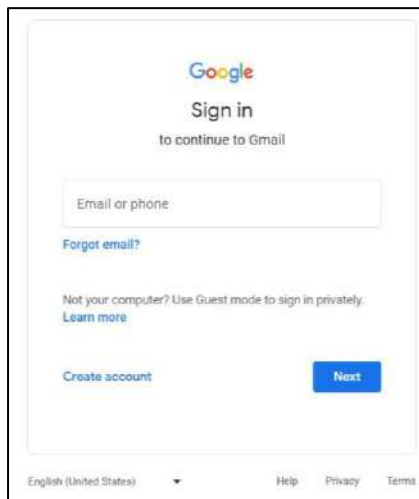 Google
Sign in
to continue to Gmail
Email or phone
Forgot email?
Not your computer? Use Guest mode to sign in privately.
Learn more
Create account Next
English (United States) Help Privacy Terms